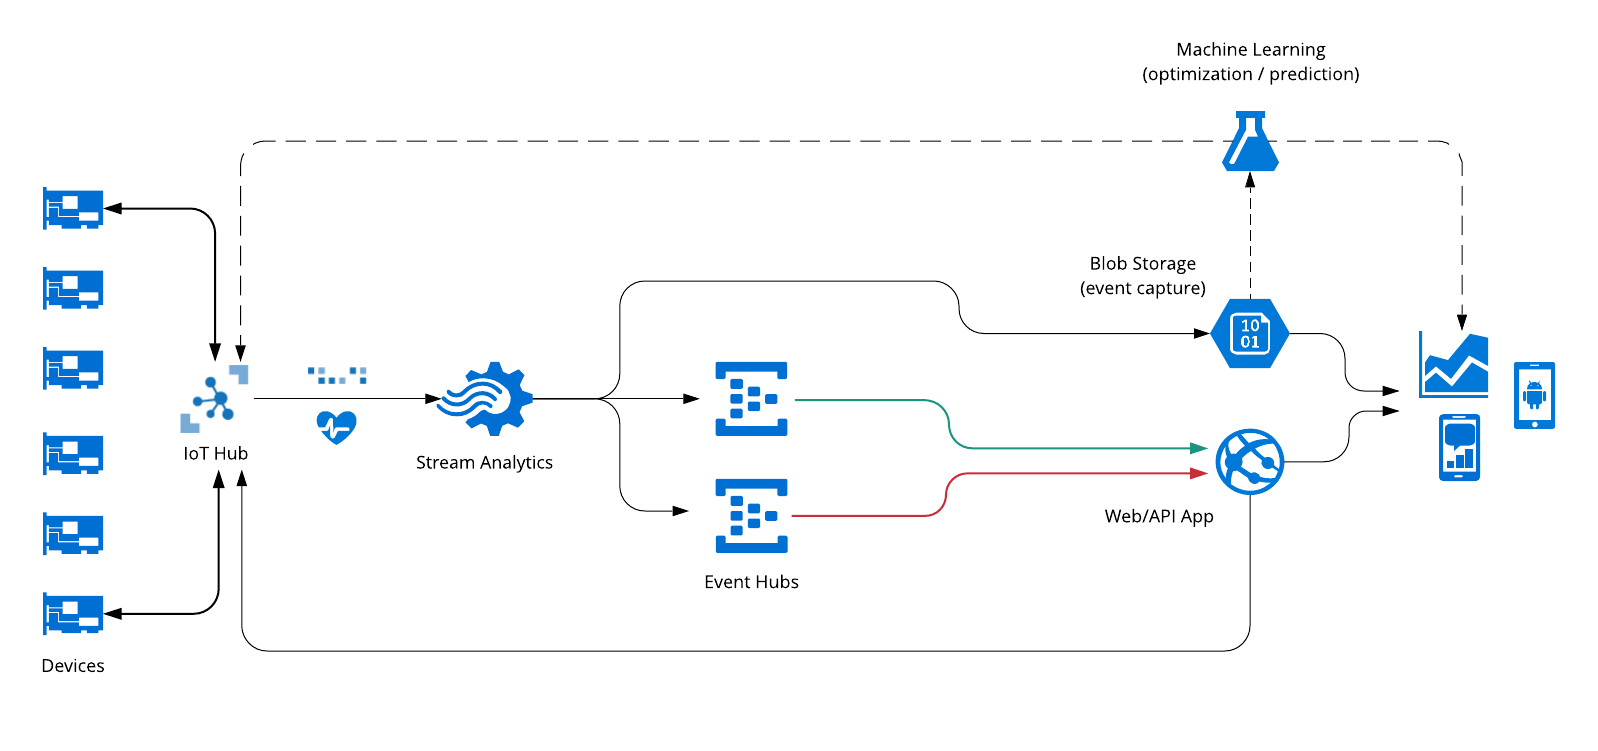 Machine Learning
(optimization / prediction)
Blob Storage
(event capture)
10
01
IoT Hub
Stream Analytics
Web/API App
Event Hubs
Devices